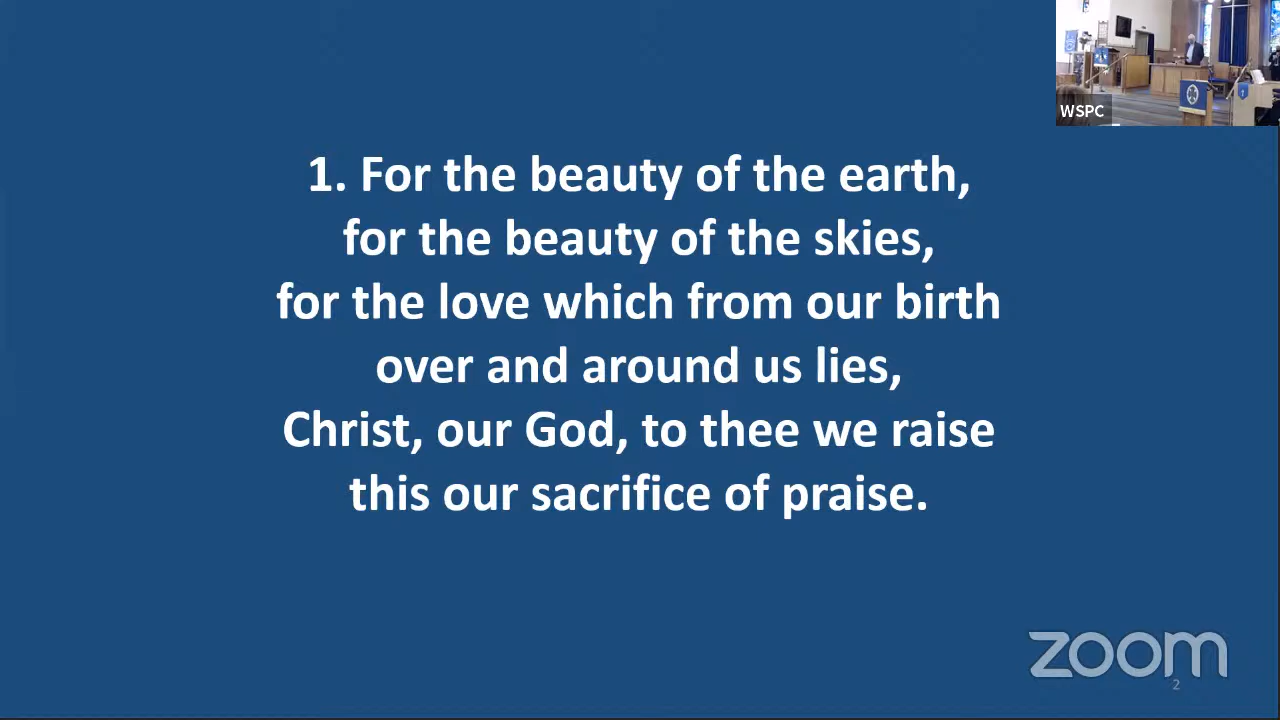 WSPC
1. For the beauty of the earth,
for the beauty of the skies,
for the love which from our birth
over and around us lies,
Christ, our God, to thee we raise
this our sacrifice of praise.
zoom
2